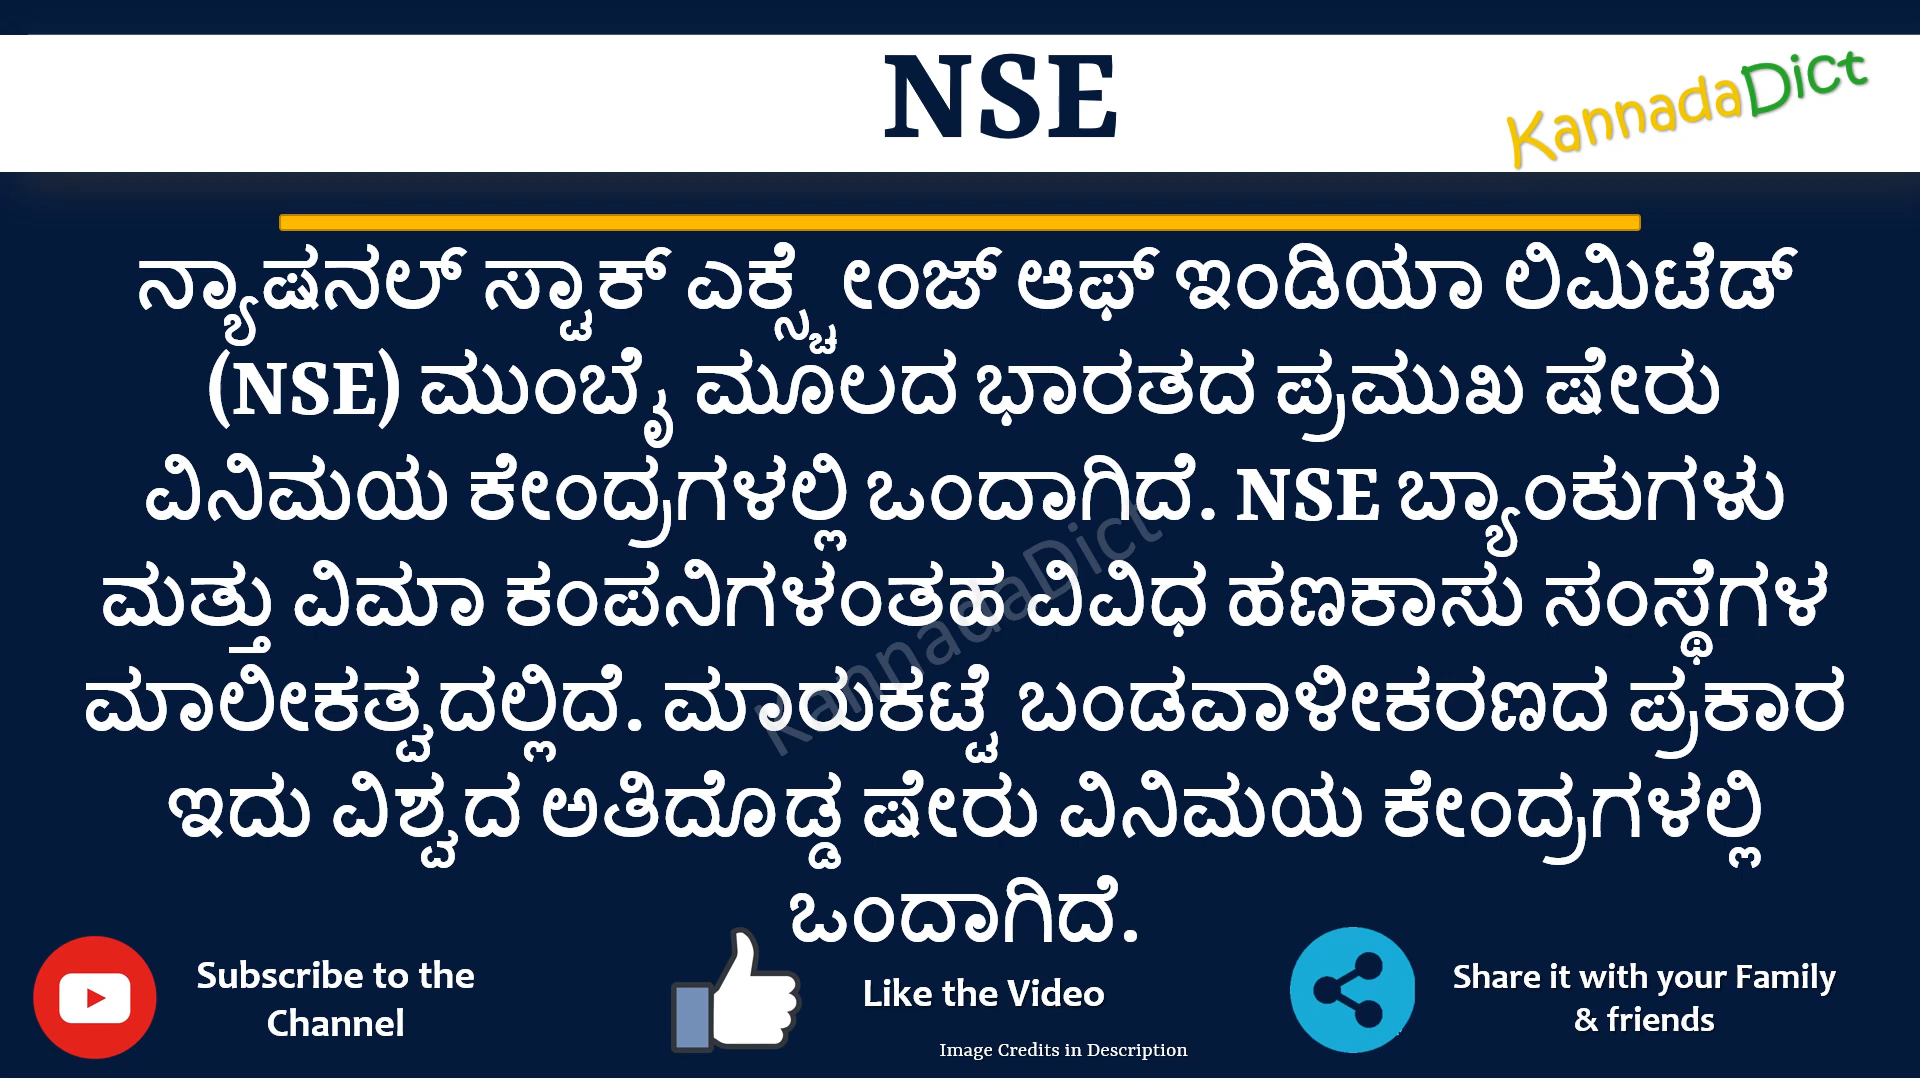 NSE
KannadaDict
ನ್ಯಾಷನಲ್ ಸ್ಟಾಕ್ ಎಕ್ಸ್ಚೇಂಜ್ ಆಫ್ ಇಂಡಿಯಾ ಲಿಮಿಟೆಡ್
(NSE) ಮುಂಬೈ ಮೂಲದ ಭಾರತದ ಪ್ರಮುಖ ಷೇರು
ವಿನಿಮಯ ಕೇಂದ್ರಗಳಲ್ಲಿ ಒಂದಾಗಿದೆ. NSE ಬ್ಯಾಂಕುಗಳು
ಮತ್ತು ವಿಮಾ ಕಂಪನಿಗಳಂತಹ ವಿವಿಧ ಹಣಕಾಸು ಸಂಸ್ಥೆಗಳ
ಮಾಲೀಕತ್ವದಲ್ಲಿದೆ. ಮಾರುಕಟ್ಟೆ ಬಂಡವಾಳೀಕರಣದ ಪ್ರಕಾರ
ಇದು ವಿಶ್ವದ ಅತಿದೊಡ್ಡ ಷೇರು ವಿನಿಮಯ ಕೇಂದ್ರಗಳಲ್ಲಿ
ಒಂದಾಗಿದೆ.
KannadaDict
Subscribe to the
Channel
Like the Video
Share it with your Family
& friends
Image Credits in Description